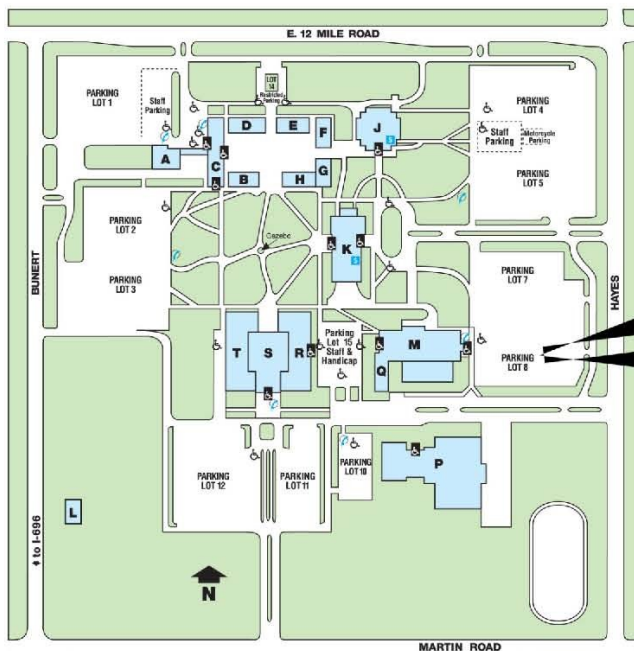 E. 12 MILE ROAD
LOT
14
Restricted
Parking
PARKING
LOT 1
Staff
Parking
PARKING
LOT 4
Staff
Parking
Motorcycle
Parking
D
E
F
J
A
C
B
H
G
PARKING
LOT 5
PARKING
LOT 2
Gazebo
K
PARKING
LOT 3
PARKING
LOT 7
BUNERT
HAYES
T
S
R
Parking
Lot 15
Staff &
Handicap
M
Q
PARKING
LOT 8
PARKING
LOT 12
PARKING
LOT 11
PARKING
LOT 10
P
L
to I-696
N
MARTIN ROAD